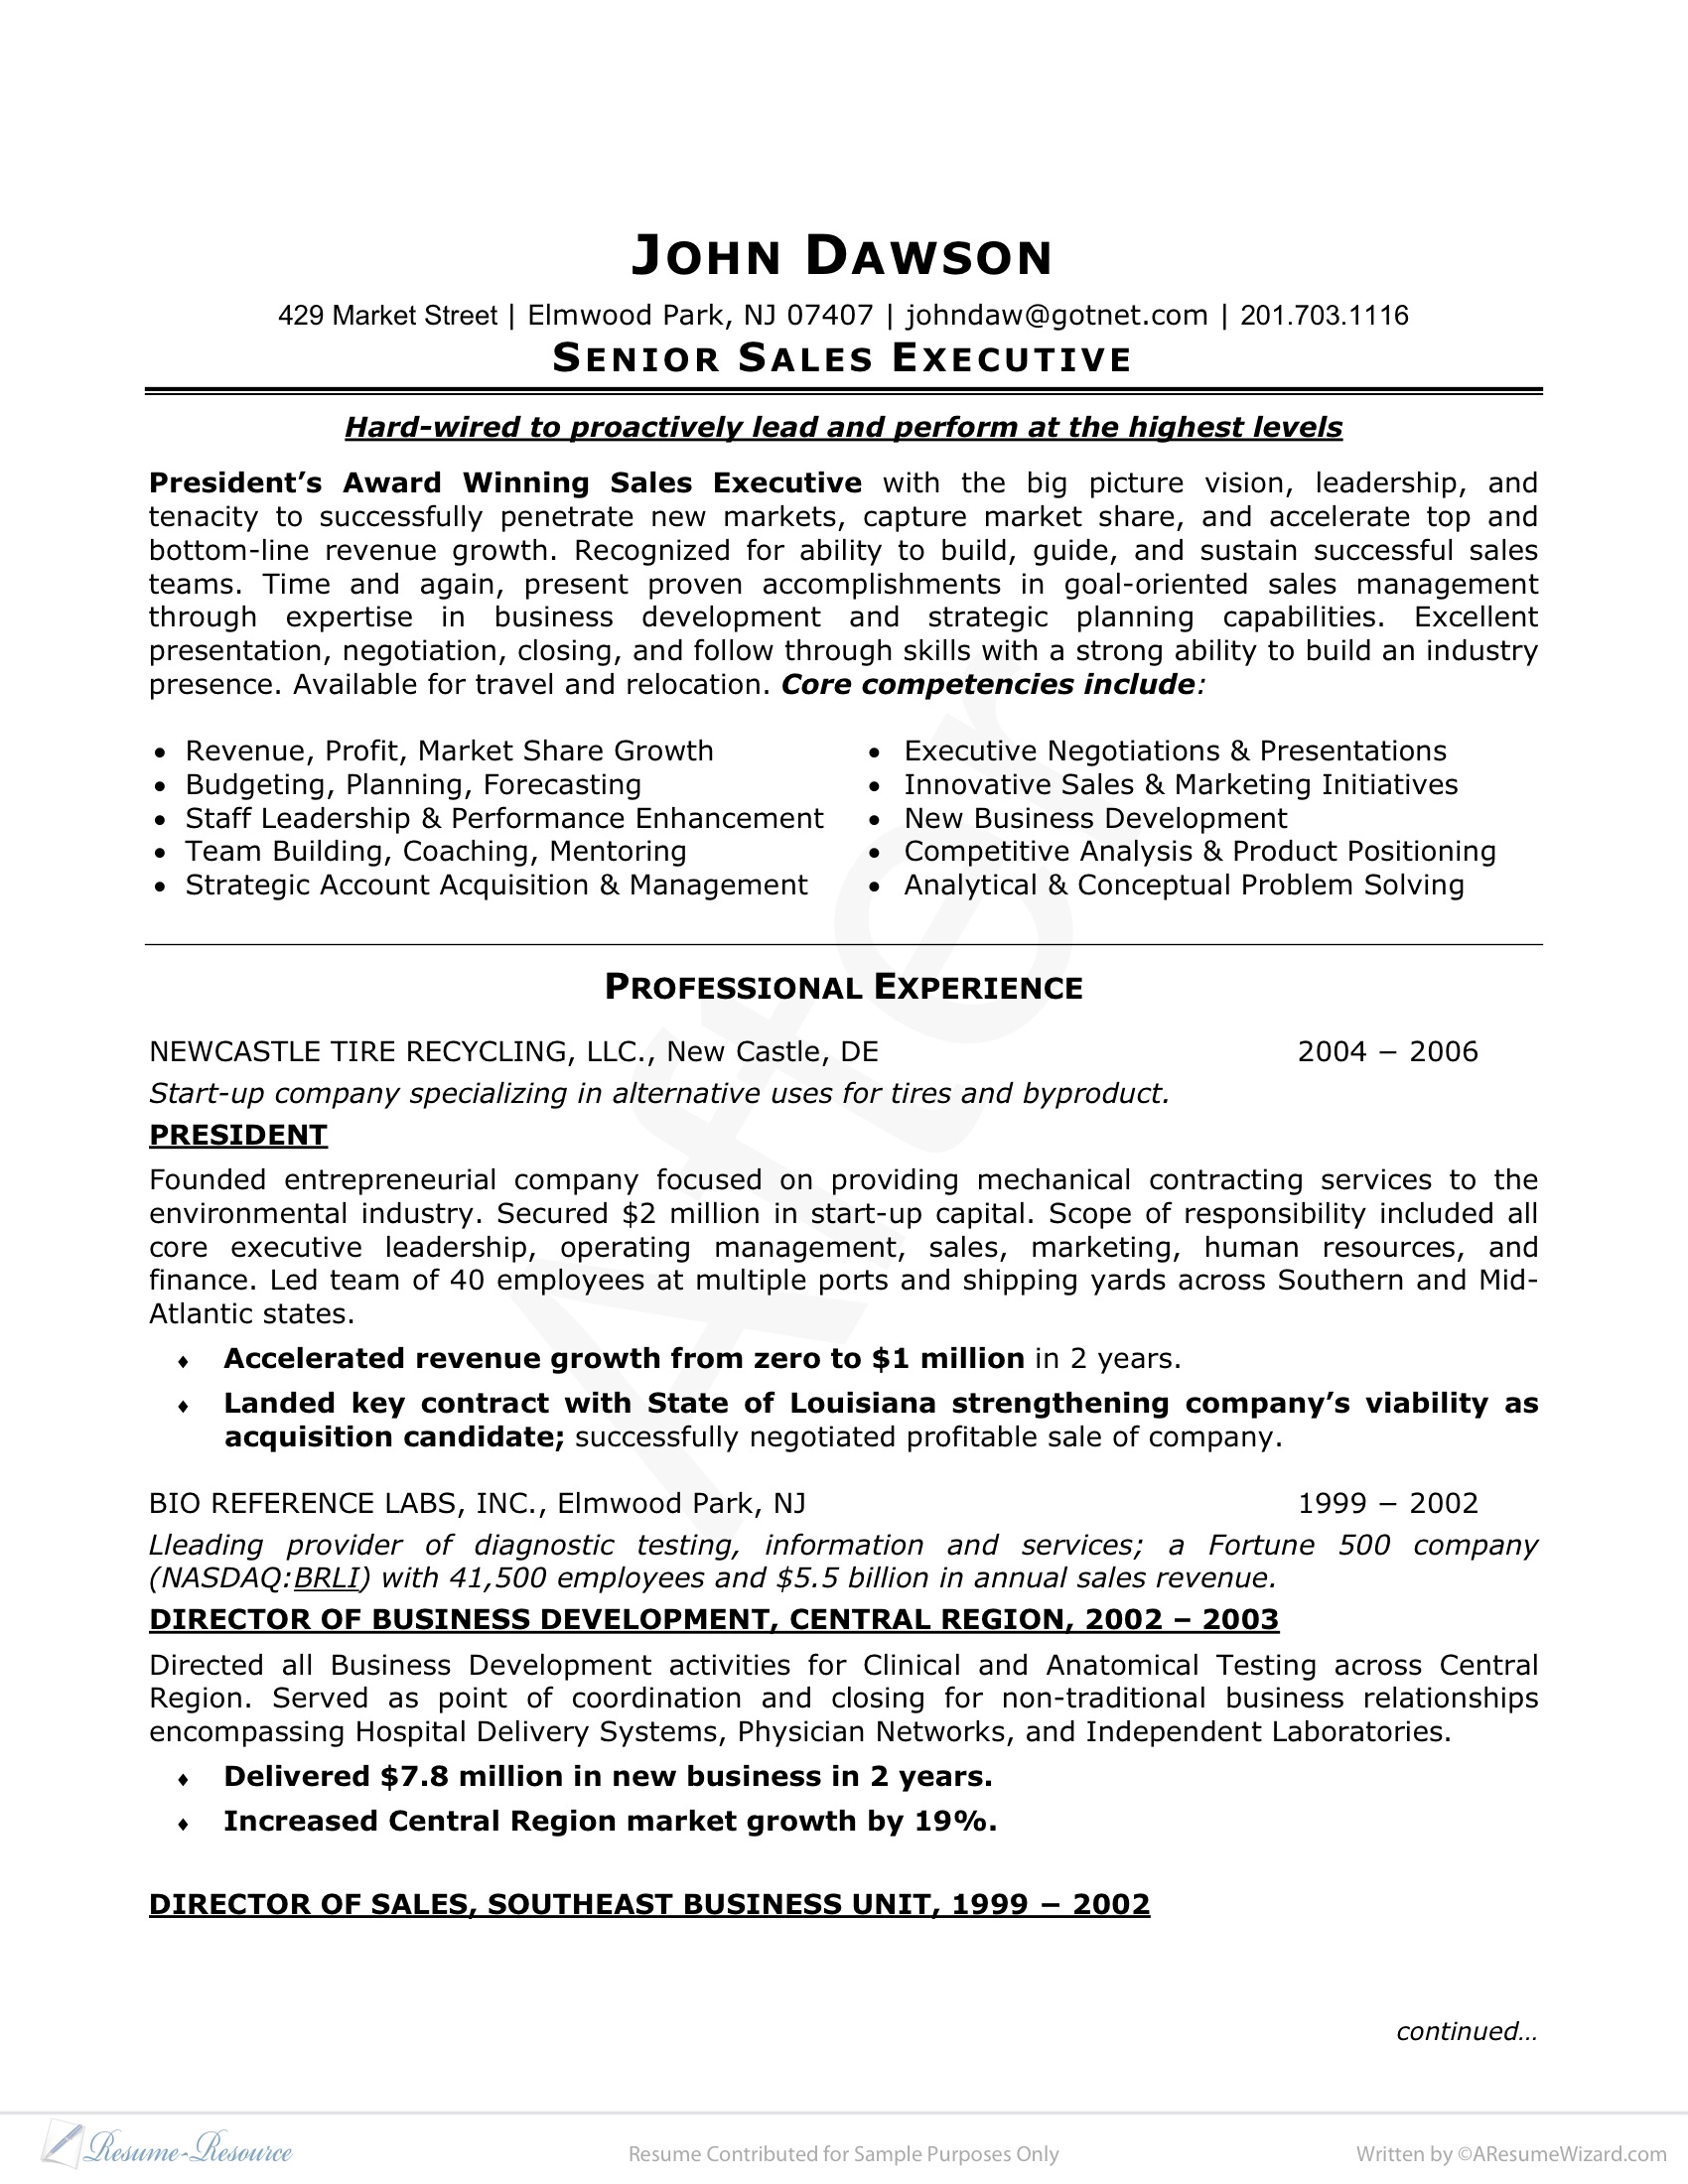 JOHN DAWSON
429 Market Street | Elmwood Park, NJ 07407 | johndaw@gotnet.com | 201.703.1116
SENIOR SALES EXECUTIVE
Hard-wired to proactively lead and perform at the highest levels
President’s Award Winning Sales Executive with the big picture vision, leadership, and
tenacity to successfully penetrate new markets, capture market share, and accelerate top and
bottom-line revenue growth. Recognized for ability to build, guide, and sustain successful sales
teams. Time and again, present proven accomplishments in goal-oriented sales management
through expertise in business development and strategic planning capabilities. Excellent
presentation, negotiation, closing, and follow through skills with a strong ability to build an industry
presence. Available for travel and relocation. Core competencies include:
• Revenue, Profit, Market Share Growth
• Budgeting, Planning, Forecasting
• Staff Leadership & Performance Enhancement
• Team Building, Coaching, Mentoring
• Strategic Account Acquisition & Management
• Executive Negotiations & Presentations
• Innovative Sales & Marketing Initiatives
• New Business Development
• Competitive Analysis & Product Positioning
• Analytical & Conceptual Problem Solving
After
PROFESSIONAL EXPERIENCE
NEWCASTLE TIRE RECYCLING, LLC., New Castle, DE 2004 – 2006
Start-up company specializing in alternative uses for tires and byproduct.
PRESIDENT
Founded entrepreneurial company focused on providing mechanical contracting services to the
environmental industry. Secured $2 million in start-up capital. Scope of responsibility included all
core executive leadership, operating management, sales, marketing, human resources, and
finance. Led team of 40 employees at multiple ports and shipping yards across Southern and Mid-
Atlantic states.
♦ Accelerated revenue growth from zero to $1 million in 2 years.
♦ Landed key contract with State of Louisiana strengthening company’s viability as
acquisition candidate; successfully negotiated profitable sale of company.
BIO REFERENCE LABS, INC., Elmwood Park, NJ 1999 – 2002
Lleading provider of diagnostic testing, information and services; a Fortune 500 company
(NASDAQ:BRLI) with 41,500 employees and $5.5 billion in annual sales revenue.
DIRECTOR OF BUSINESS DEVELOPMENT, CENTRAL REGION, 2002 – 2003
Directed all Business Development activities for Clinical and Anatomical Testing across Central
Region. Served as point of coordination and closing for non-traditional business relationships
encompassing Hospital Delivery Systems, Physician Networks, and Independent Laboratories.
♦ Delivered $7.8 million in new business in 2 years.
♦ Increased Central Region market growth by 19%.
DIRECTOR OF SALES, SOUTHEAST BUSINESS UNIT, 1999 – 2002
continued…
Resume-Resource Resume Contributed for Sample Purposes Only Written by ©AResumeWizard.com